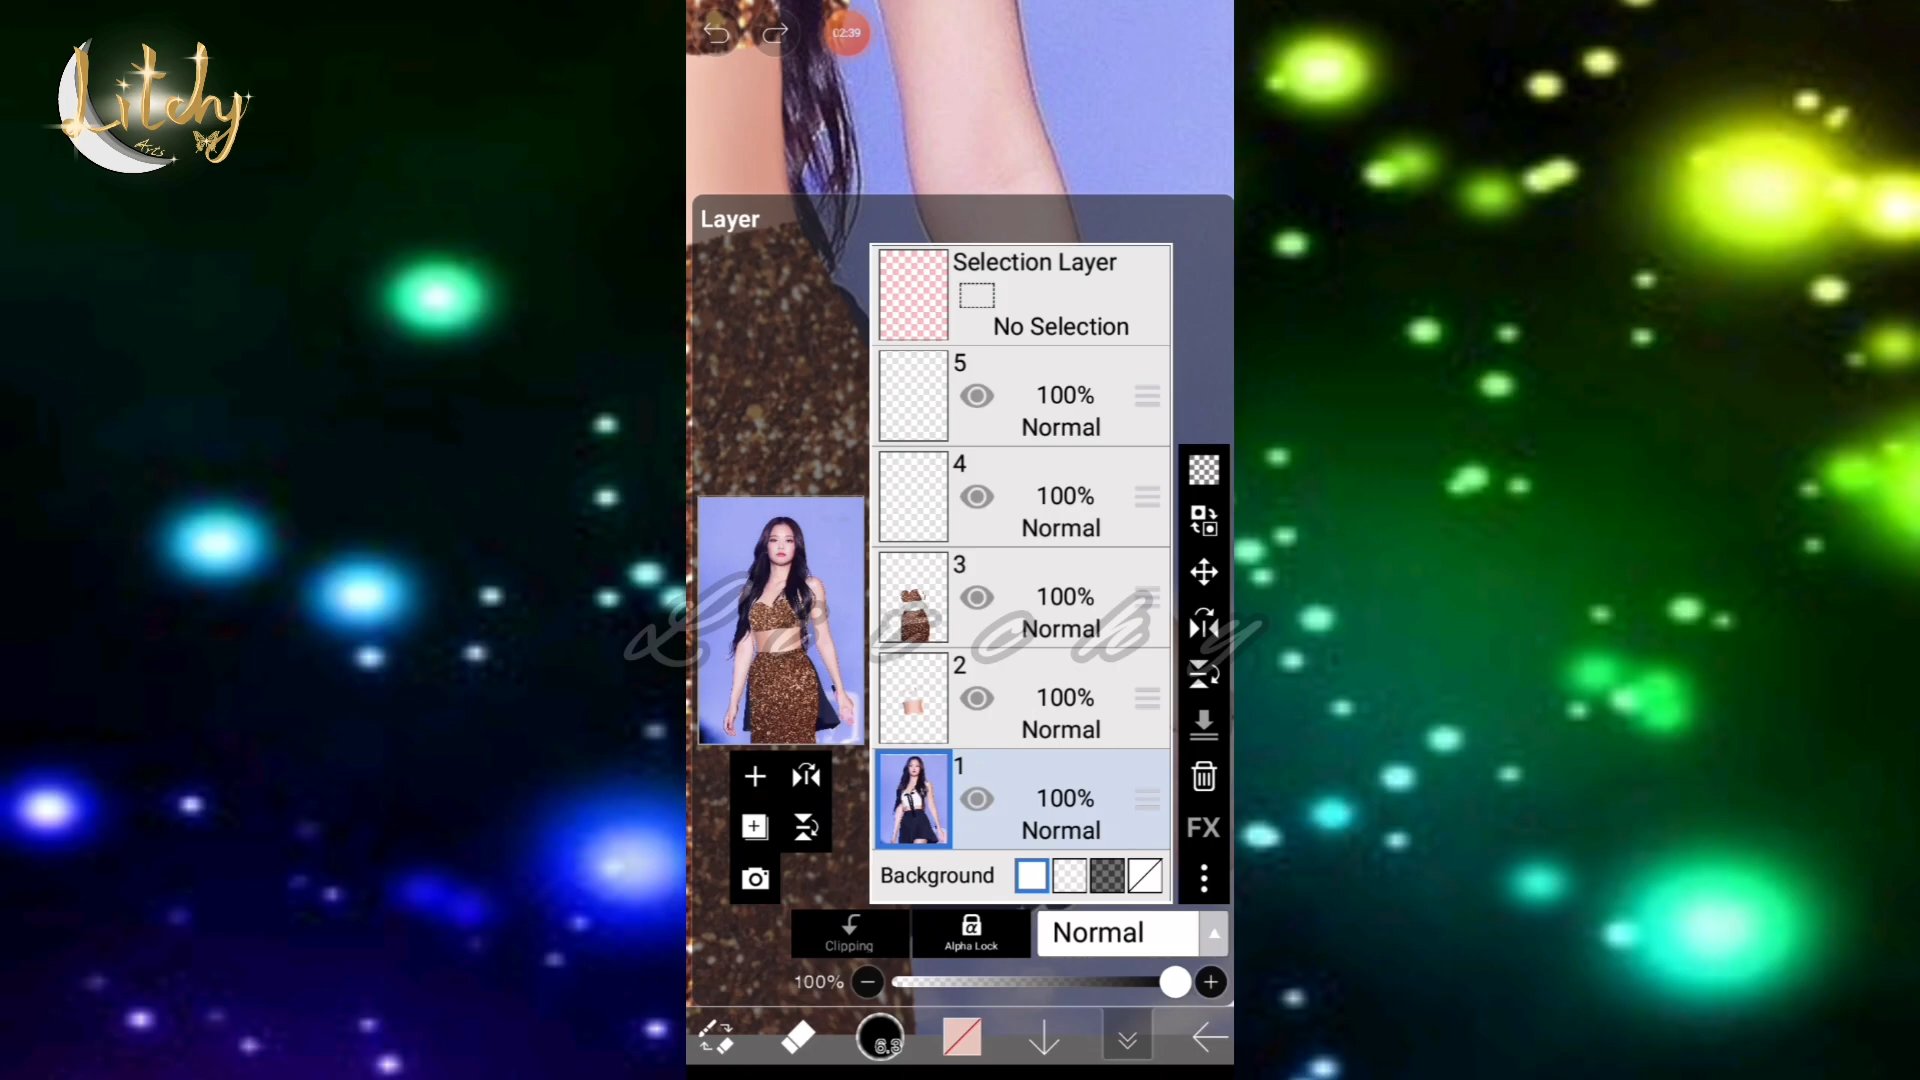 Litchy
Arts
02:39
Layer
Selection Layer
No Selection
5
100%
Normal
4
100%
Normal
3
100%
Normal
2
100%
Normal
1
100%
Normal
Background
FX
Clipping
Alpha Lock
Normal
100%
6.3